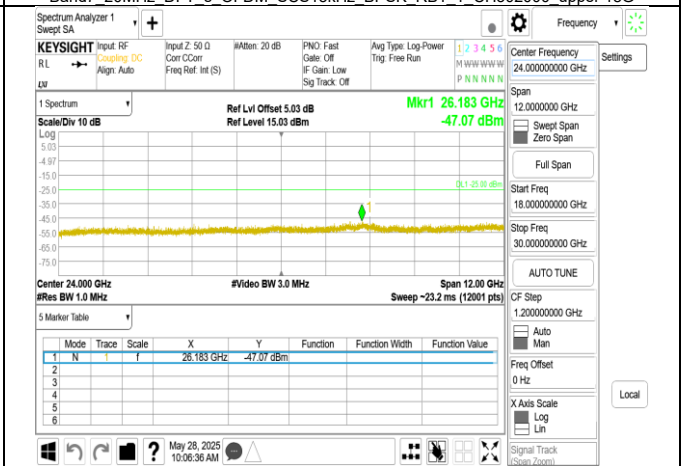 Spectrum Analyzer 1
Swept SA
Frequency
Settings
KEYSIGHT
RL
LXI
Input: RF
Coupling: DC
Align: Auto
Input Z: 50 Ω
Corr CCorr
Freq Ref: Int (S)
#Atten: 20 dB
PNO: Fast
Gate: Off
IF Gain: Low
Sig Track: Off
Avg Type: Log-Power
Trig: Free Run
1 2 3 4 5 6
M W W W W W
P N N N N N
1 Spectrum
Scale/Div 10 dB
Ref Lvl Offset 5.03 dB
Ref Level 15.03 dBm
Mkr1 26.183 GHz
-47.07 dBm
Log
5.03
-4.97
-15.0
-25.0
-35.0
-45.0
-55.0
-65.0
-75.0
DL1 -25.00 dBm
1
Center 24.000 GHz
#Video BW 3.0 MHz
Span 12.00 GHz
#Res BW 1.0 MHz
Sweep ~23.2 ms (12001 pts)
5 Marker Table
Mode Trace Scale X Y Function Function Width Function Value
1 N 1 f 26.183 GHz -47.07 dBm
2
3
4
5
6
May 28, 2025
10:06:36 AM
Center Frequency
24.000000000 GHz
Span
12.0000000 GHz
Swept Span
Zero Span
Full Span
Start Freq
18.000000000 GHz
Stop Freq
30.000000000 GHz
AUTO TUNE
CF Step
1.200000000 GHz
Auto
Man
Freq Offset
0 Hz
X Axis Scale
Log
Lin
Signal Track
(Span Zoom)
Local